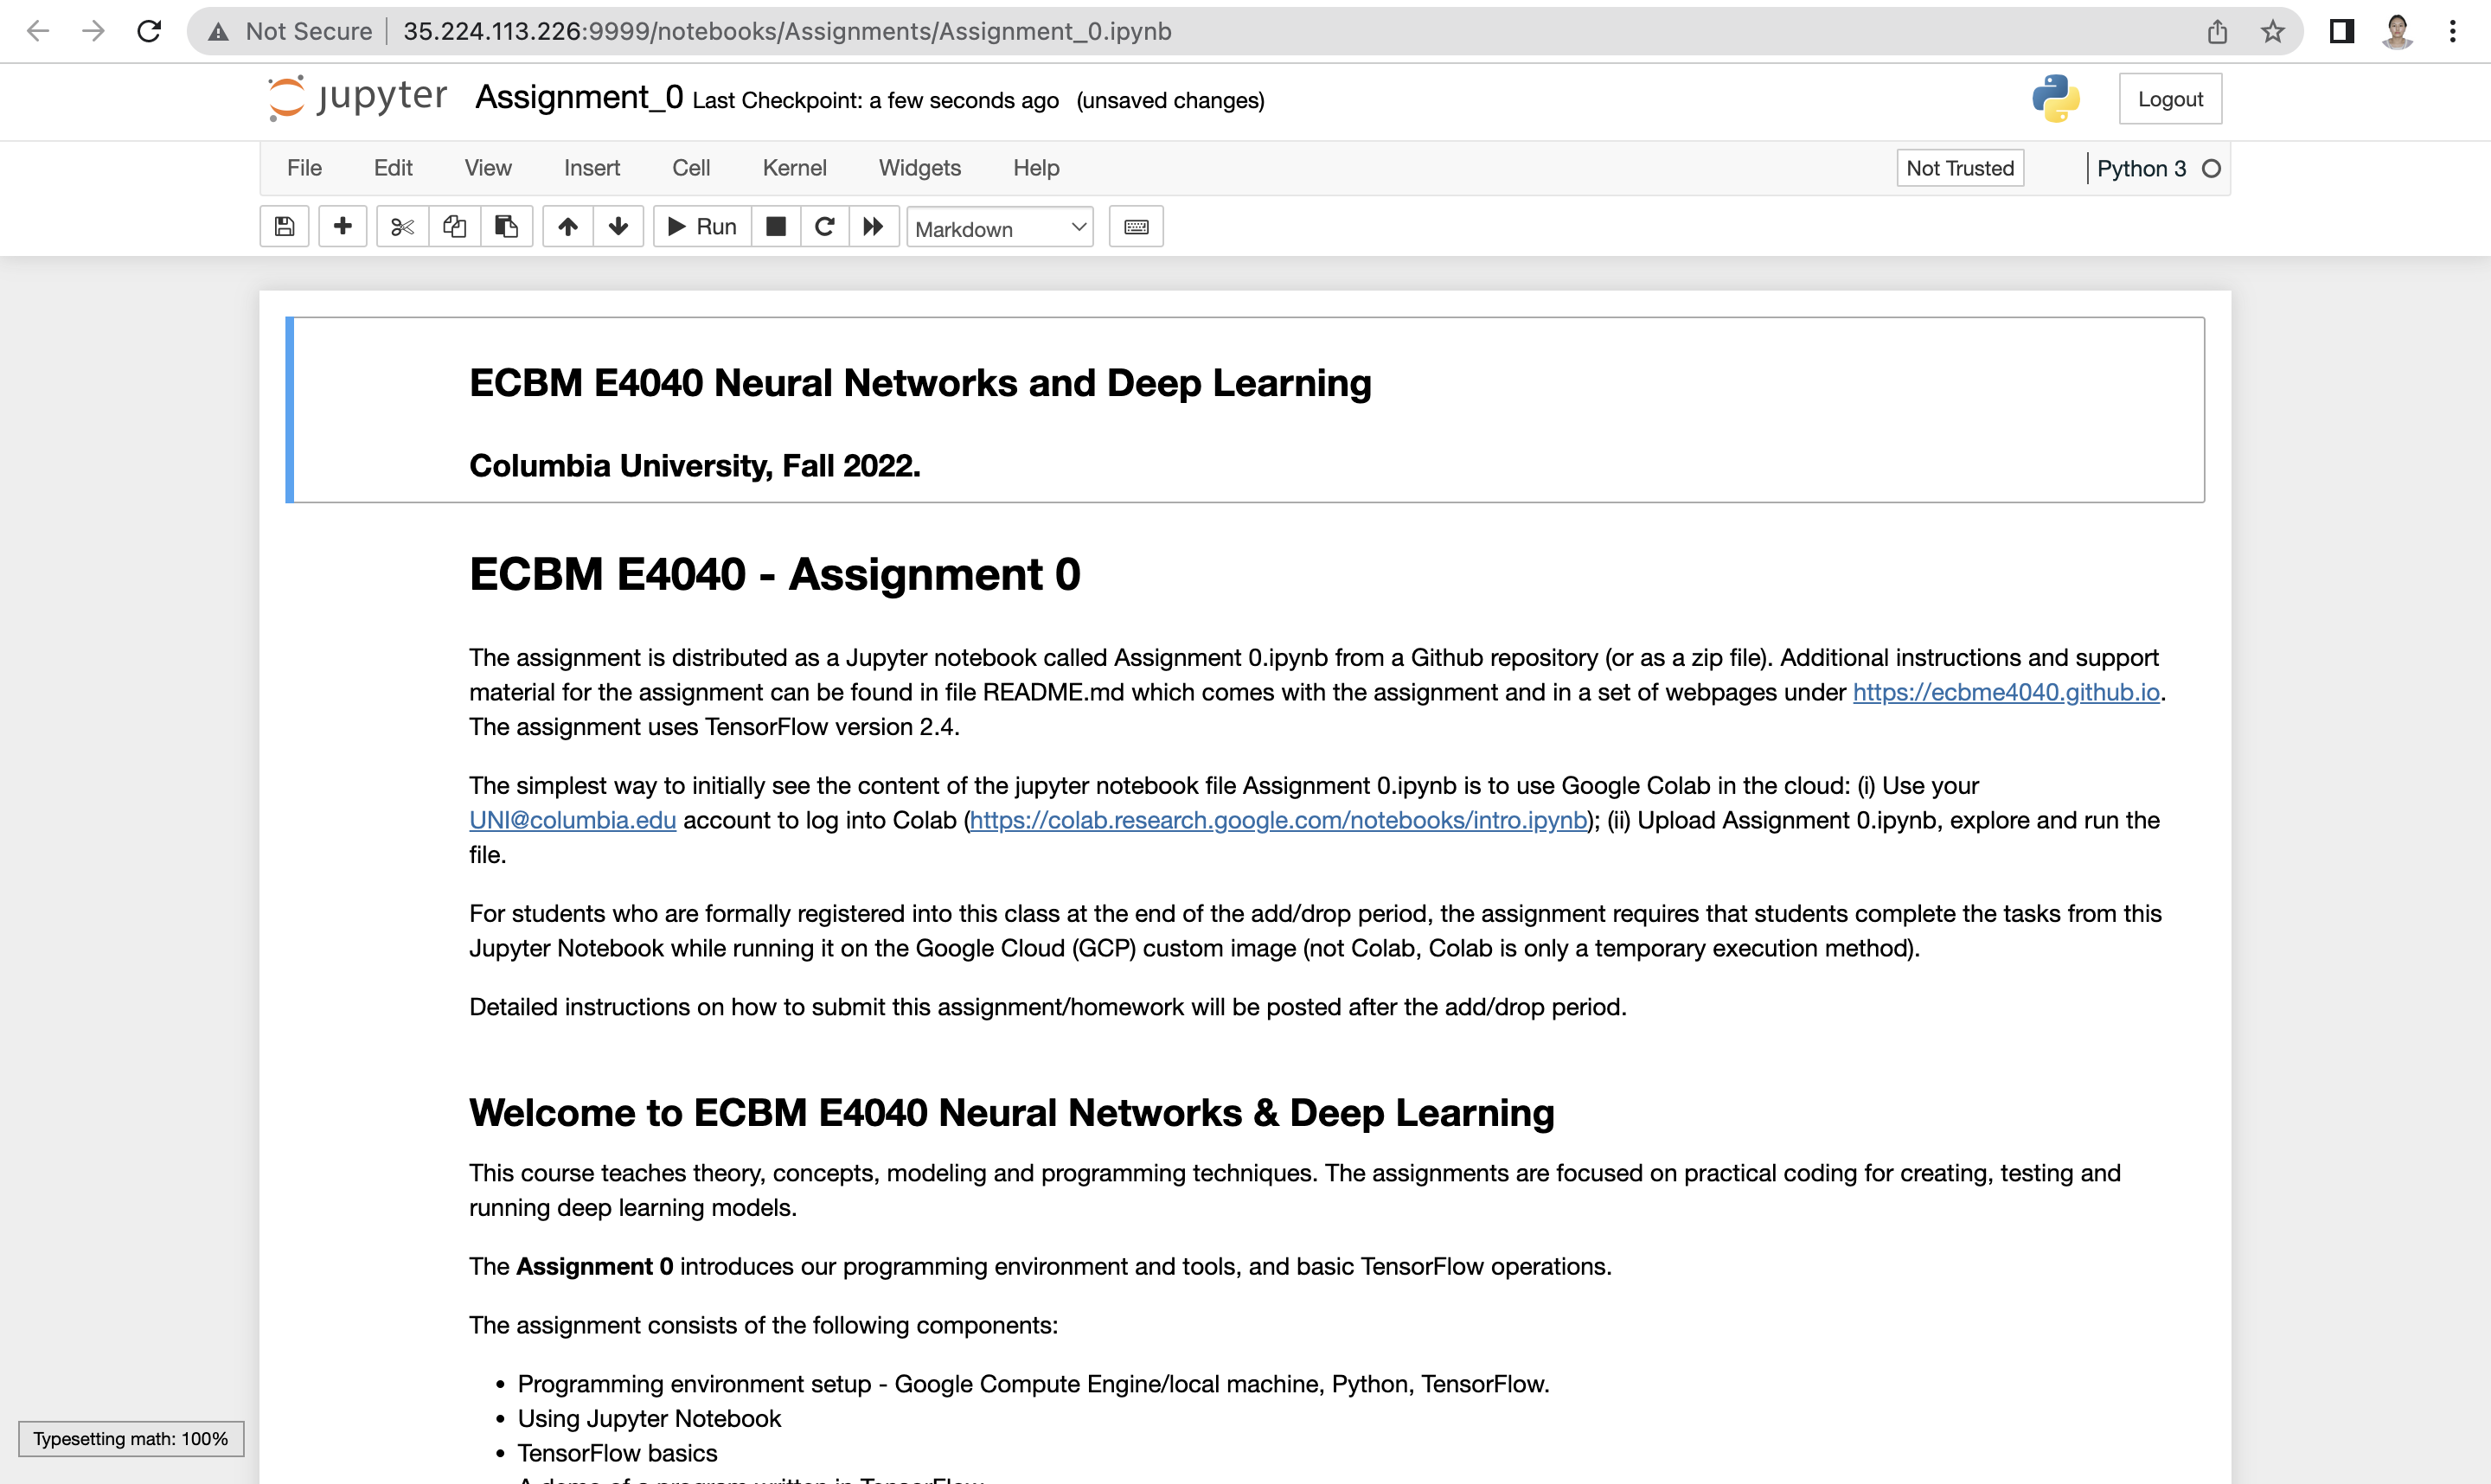 Not Secure | 35.224.113.226:9999/notebooks/Assignments/Assignment_0.ipynb
jupyter Assignment_0 Last Checkpoint: a few seconds ago (unsaved changes)
Logout
File Edit View Insert Cell Kernel Widgets Help Not Trusted Python 3
Run Markdown
ECBM E4040 Neural Networks and Deep Learning
Columbia University, Fall 2022.
ECBM E4040 - Assignment 0
The assignment is distributed as a Jupyter notebook called Assignment 0.ipynb from a Github repository (or as a zip file). Additional instructions and support
material for the assignment can be found in file README.md which comes with the assignment and in a set of webpages under https://ecbme4040.github.io.
The assignment uses TensorFlow version 2.4.
The simplest way to initially see the content of the jupyter notebook file Assignment 0.ipynb is to use Google Colab in the cloud: (i) Use your
UNI@columbia.edu account to log into Colab (https://colab.research.google.com/notebooks/intro.ipynb); (ii) Upload Assignment 0.ipynb, explore and run the
file.
For students who are formally registered into this class at the end of the add/drop period, the assignment requires that students complete the tasks from this
Jupyter Notebook while running it on the Google Cloud (GCP) custom image (not Colab, Colab is only a temporary execution method).
Detailed instructions on how to submit this assignment/homework will be posted after the add/drop period.
Welcome to ECBM E4040 Neural Networks & Deep Learning
This course teaches theory, concepts, modeling and programming techniques. The assignments are focused on practical coding for creating, testing and
running deep learning models.
The Assignment 0 introduces our programming environment and tools, and basic TensorFlow operations.
The assignment consists of the following components:
• Programming environment setup - Google Compute Engine/local machine, Python, TensorFlow.
• Using Jupyter Notebook
• TensorFlow basics
A demo of a program written in TensorFlow
Typesetting math: 100%